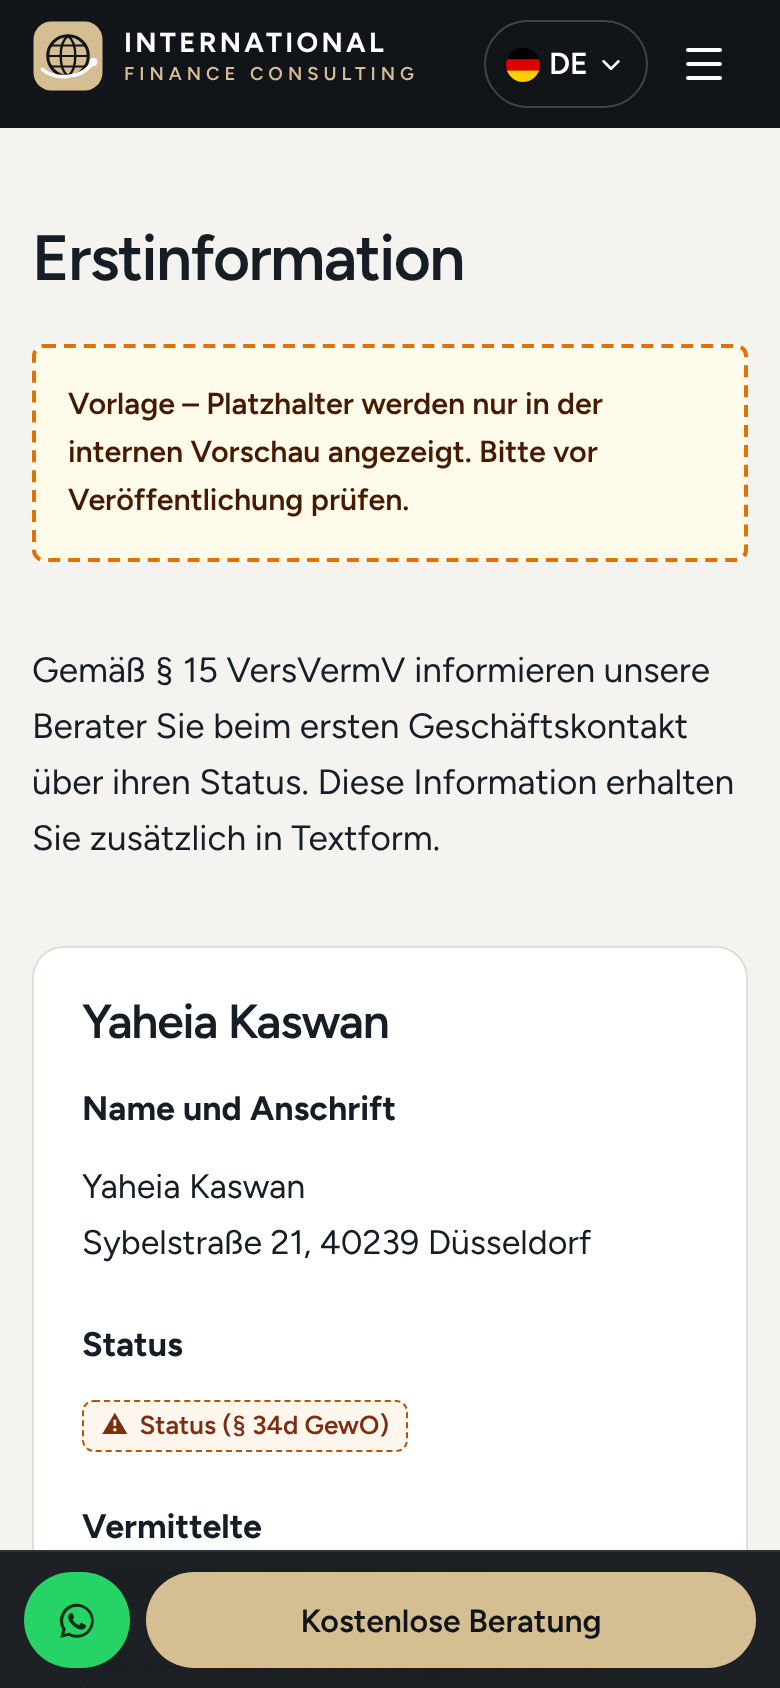 INTERNATIONAL
FINANCE CONSULTING
DE
Erstinformation
Vorlage – Platzhalter werden nur in der
internen Vorschau angezeigt. Bitte vor
Veröffentlichung prüfen.
Gemäß § 15 VersVermV informieren unsere
Berater Sie beim ersten Geschäftskontakt
über ihren Status. Diese Information erhalten
Sie zusätzlich in Textform.
Yaheia Kaswan
Name und Anschrift
Yaheia Kaswan
Sybelstraße 21, 40239 Düsseldorf
Status
Status (§ 34d GewO)
Vermittelte
Kostenlose Beratung